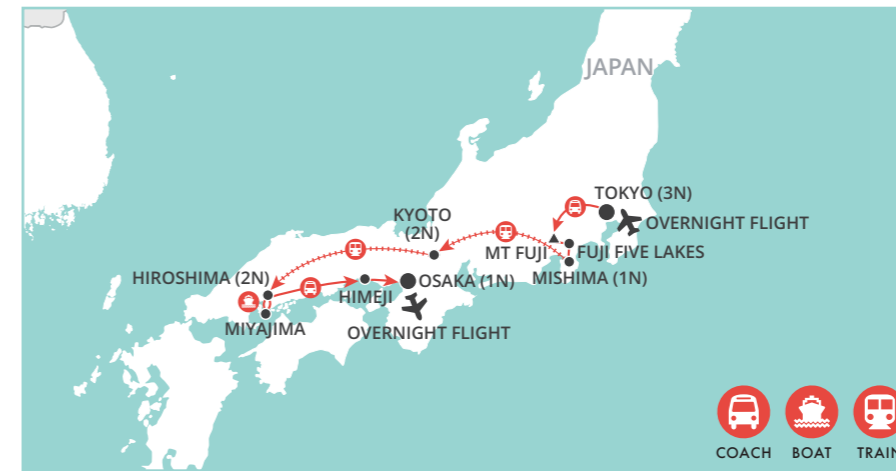 JAPAN
TOKYO (3N)
OVERNIGHT FLIGHT
KYOTO
(2N)
MT FUJI
FUJI FIVE LAKES
MISHIMA (1N)
HIROSHIMA (2N)
OSAKA (1N)
HIMEJI
MIYAJIMA
OVERNIGHT FLIGHT
COACH
BOAT
TRAIN